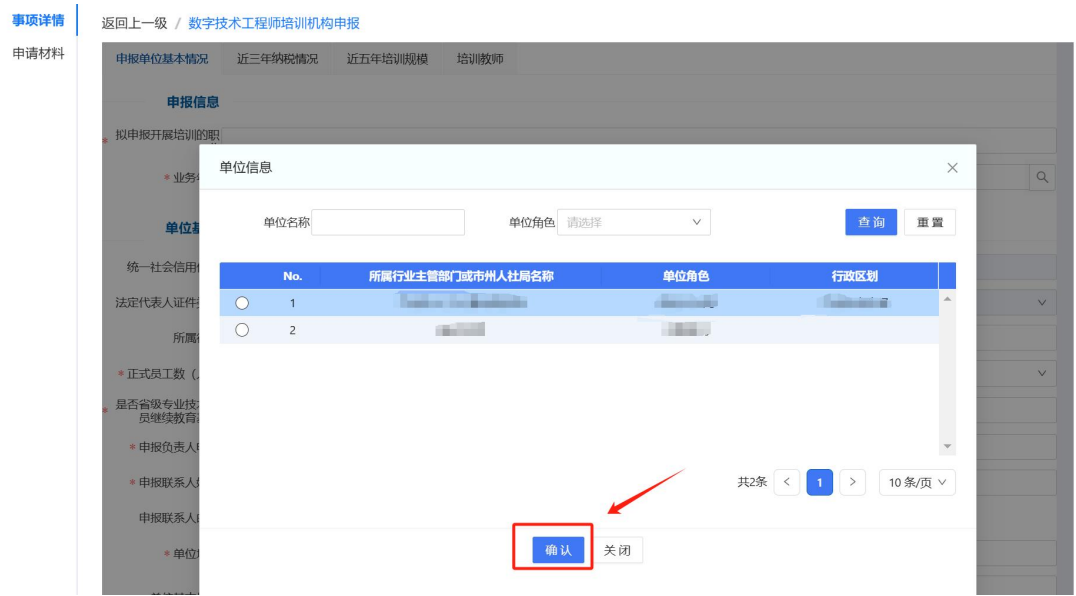 事项详情
申请材料
返回上一级 / 数字技术工程师培训机构申报
申报单位基本情况 近三年纳税情况 近五年培训规模 培训教师
申报信息
* 拟申报开展培训的职
* 业务
单位基
统一社会信用
法定代表人证件
所属
* 正式员工数（
* 是否省级专业技
员继续教育
* 申报负责人
* 申报联系人
申报联系人
* 单位
单位信息
单位名称 单位角色 请选择 查询 重置
No. 所属行业主管部门或市州人社局名称 单位角色 行政区划
1
2
共2条 < 1 > 10 条/页
确认 关闭